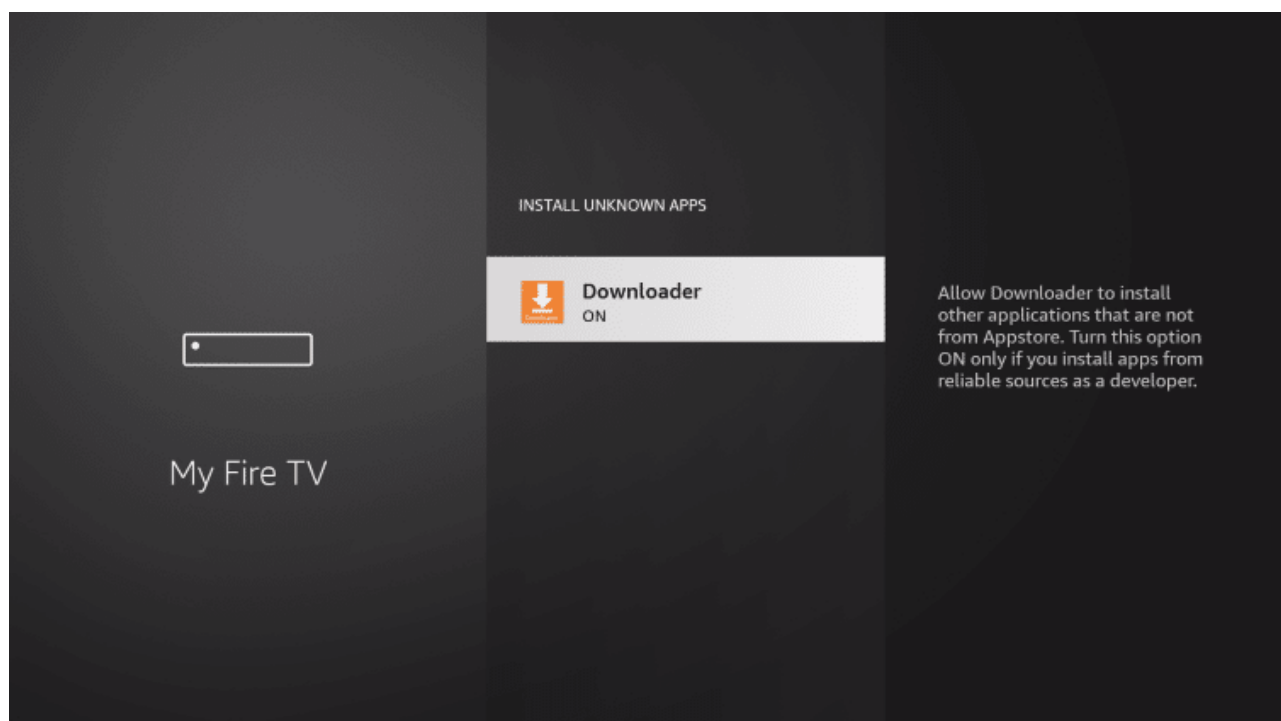 INSTALL UNKNOWN APPS
Downloader
ON
My Fire TV
Allow Downloader to install
other applications that are not
from Appstore. Turn this option
ON only if you install apps from
reliable sources as a developer.